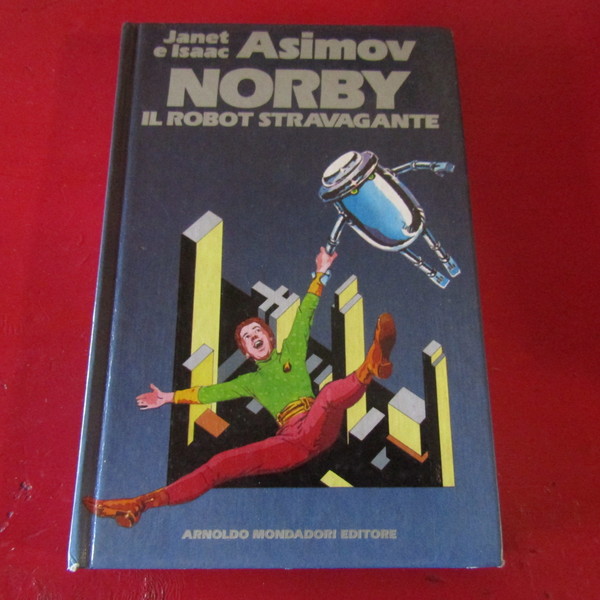 Janet
e Isaac Asimov
NORBY
IL ROBOT STRAVAGANTE
ARNOLDO MONDADORI EDITORE